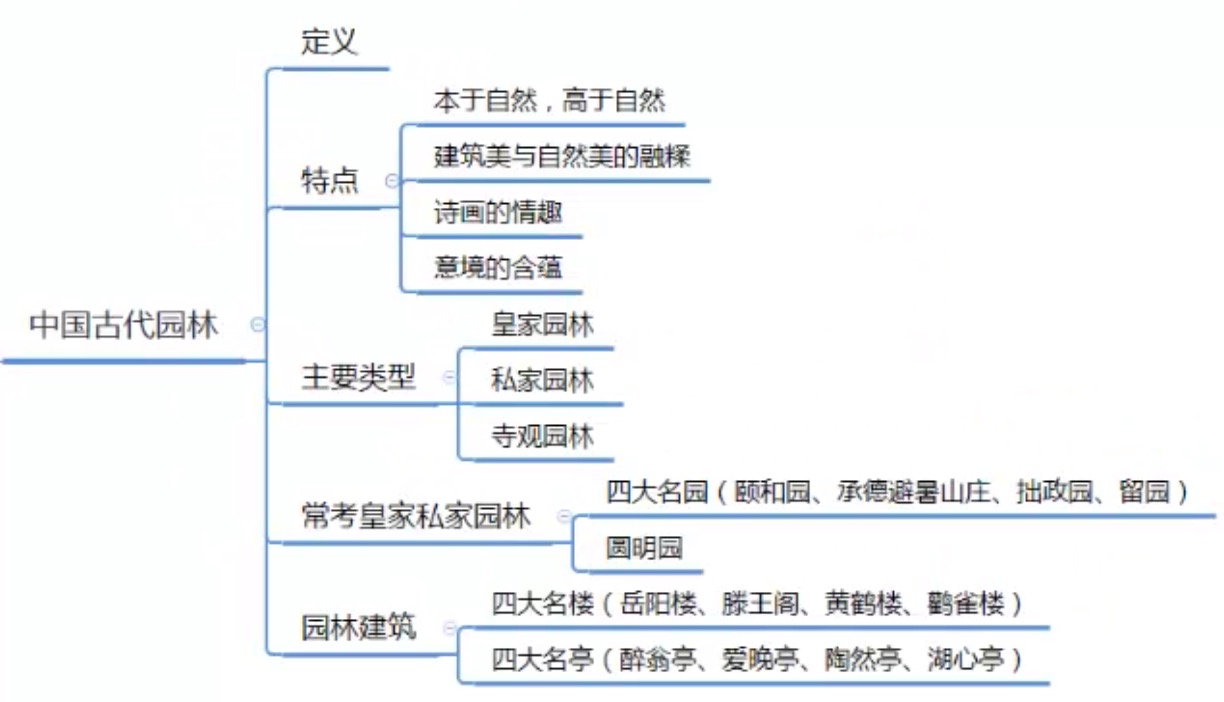 定义
本于自然，高于自然
建筑美与自然美的融糅
特点
诗画的情趣
意境的含蕴
中国古代园林
皇家园林
主要类型
私家园林
寺观园林
四大名园（颐和园、承德避暑山庄、拙政园、留园）
常考皇家私家园林
圆明园
四大名楼（岳阳楼、滕王阁、黄鹤楼、鹳雀楼）
园林建筑
四大名亭（醉翁亭、爱晚亭、陶然亭、湖心亭）